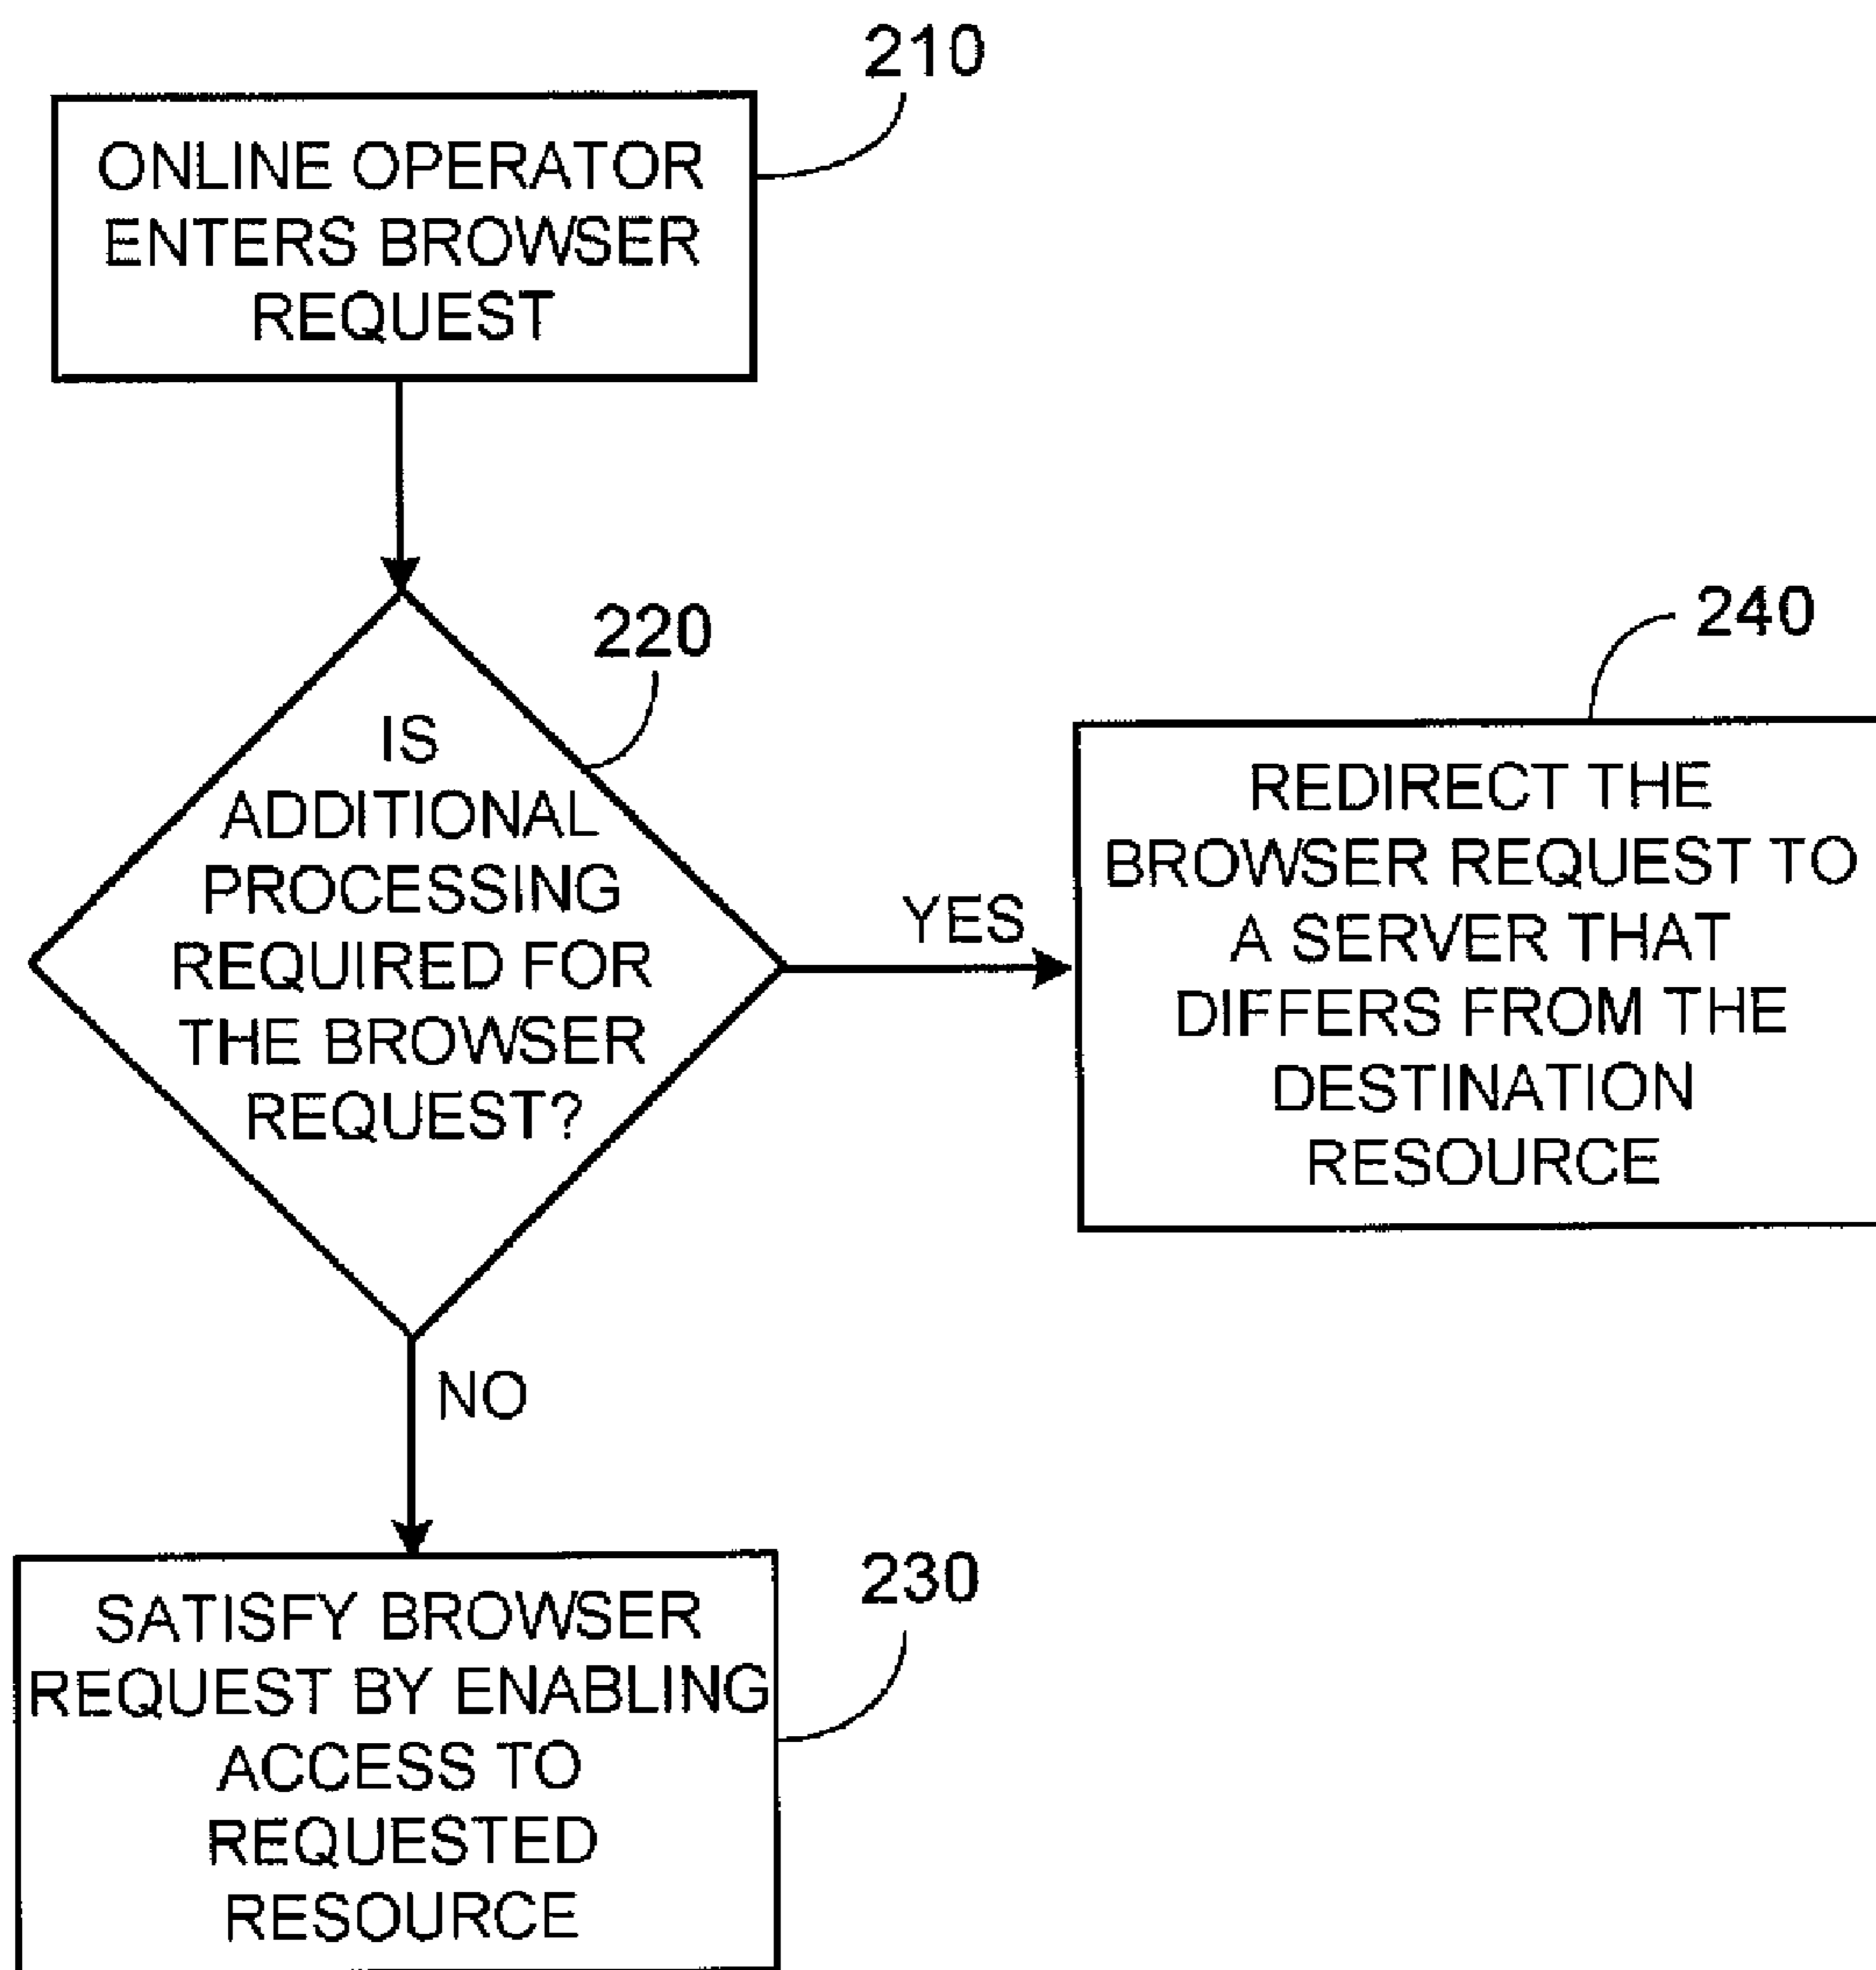 210
ONLINE OPERATOR
ENTERS BROWSER
REQUEST
220
IS
ADDITIONAL
PROCESSING
REQUIRED FOR
THE BROWSER
REQUEST?
YES
240
REDIRECT THE
BROWSER REQUEST TO
A SERVER THAT
DIFFERS FROM THE
DESTINATION
RESOURCE
NO
230
SATISFY BROWSER
REQUEST BY ENABLING
ACCESS TO
REQUESTED
RESOURCE